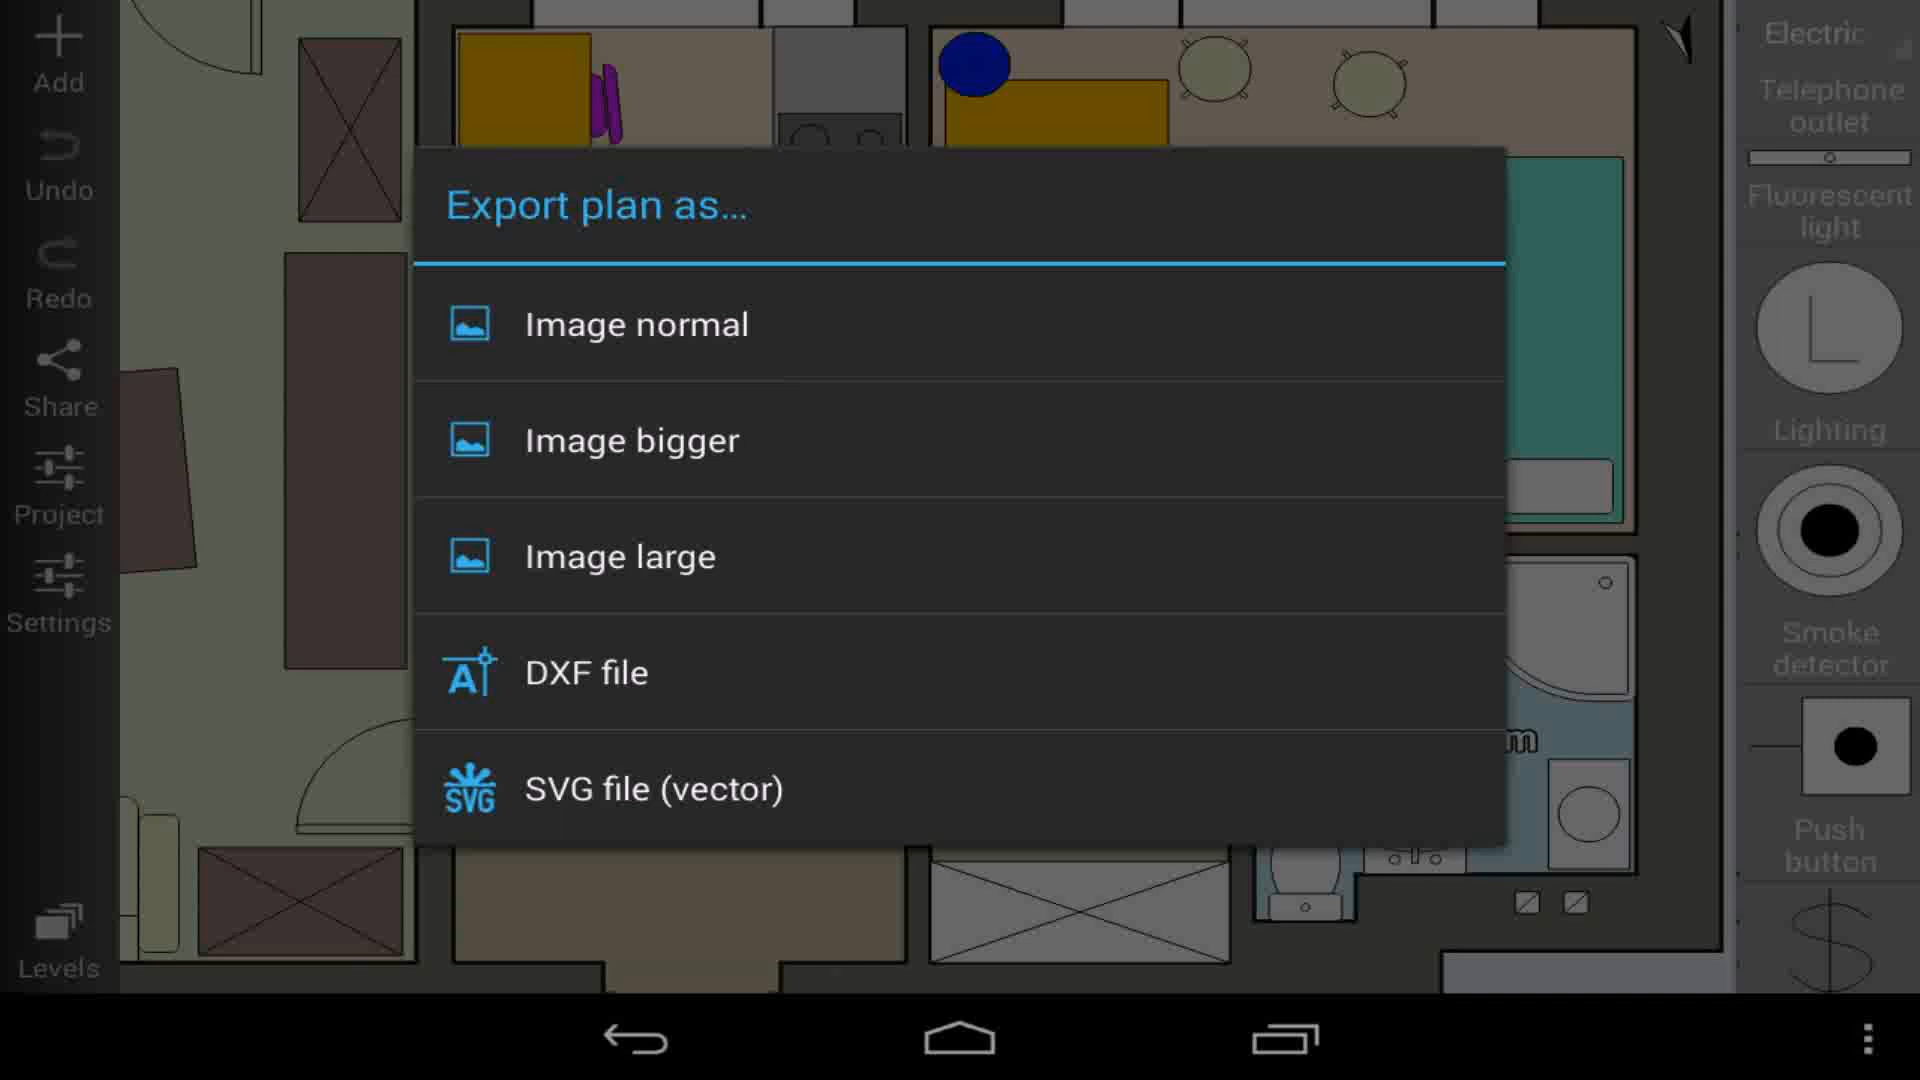 Add
Undo
Redo
Share
Project
Settings
Levels
Export plan as...
Image normal
Image bigger
Image large
DXF file
SVG
SVG file (vector)
m
Electric
Telephone
outlet
Fluorescent
light
Lighting
Smoke
detector
Push
button